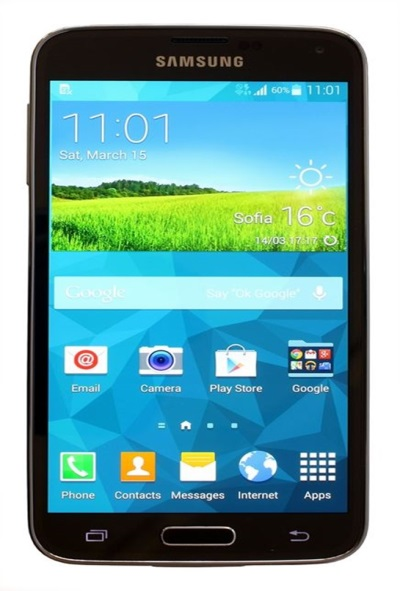 SAMSUNG
60% 11:01
11:01
Sat, March 15
Sofia 16°c
14/03 17:17
Google Say "Ok Google"
Email Camera Play Store Google
Phone Contacts Messages Internet Apps